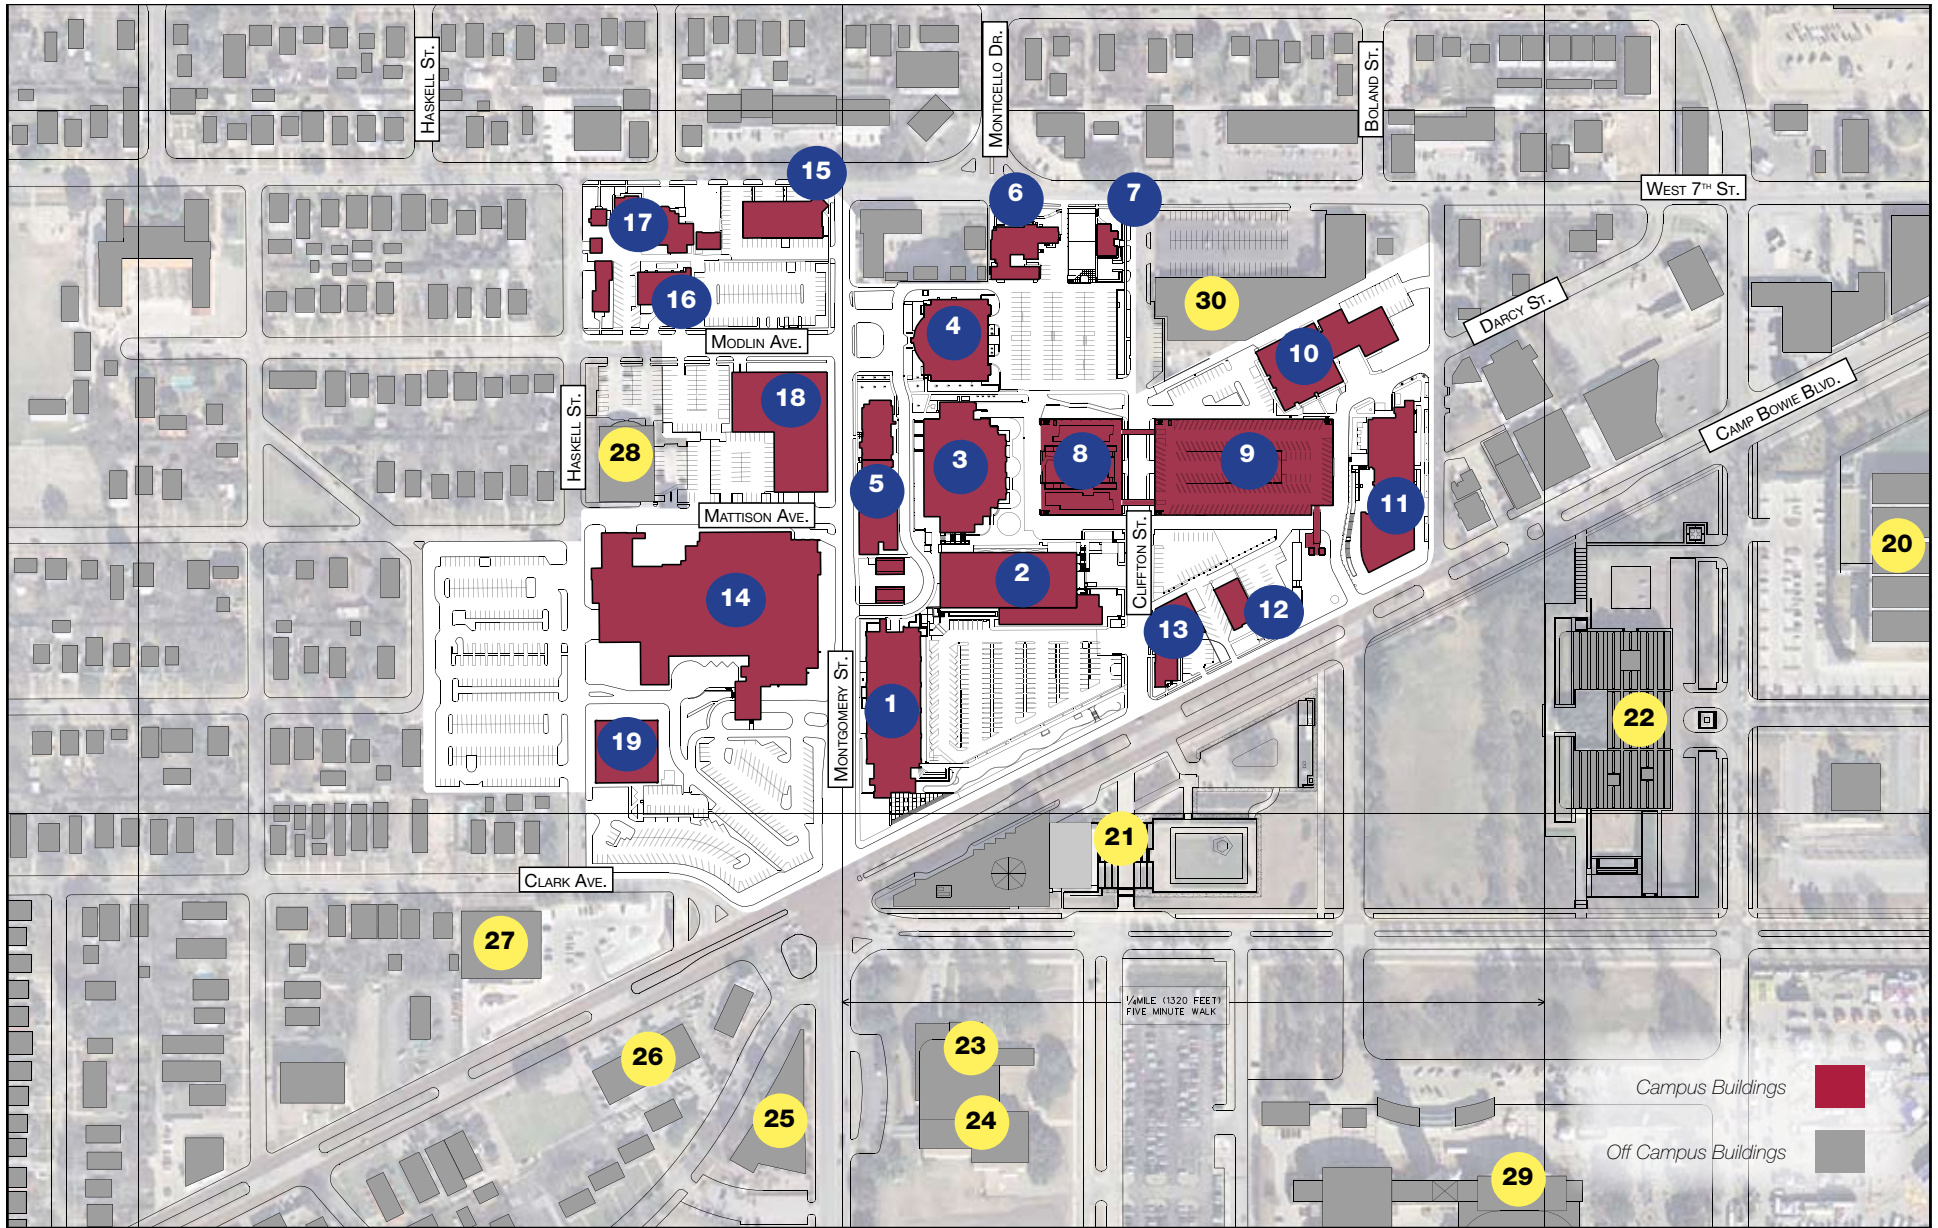 HASKELL ST.
MONTICELLO DR.
BOLAND ST.
WEST 7TH ST.
15
6
7
17
16
30
4
DARCY ST.
MODLIN AVE.
10
CAMP BOWIE BLVD.
HASKELL ST.
18
28
3
8
9
5
11
MATTISON AVE.
CLIFFTON ST.
20
2
14
12
13
MONTGOMERY ST.
1
22
19
21
CLARK AVE.
27
1/4MILE (1320 FEET)
FIVE MINUTE WALK
23
26
25
24
Campus Buildings
Off Campus Buildings
29